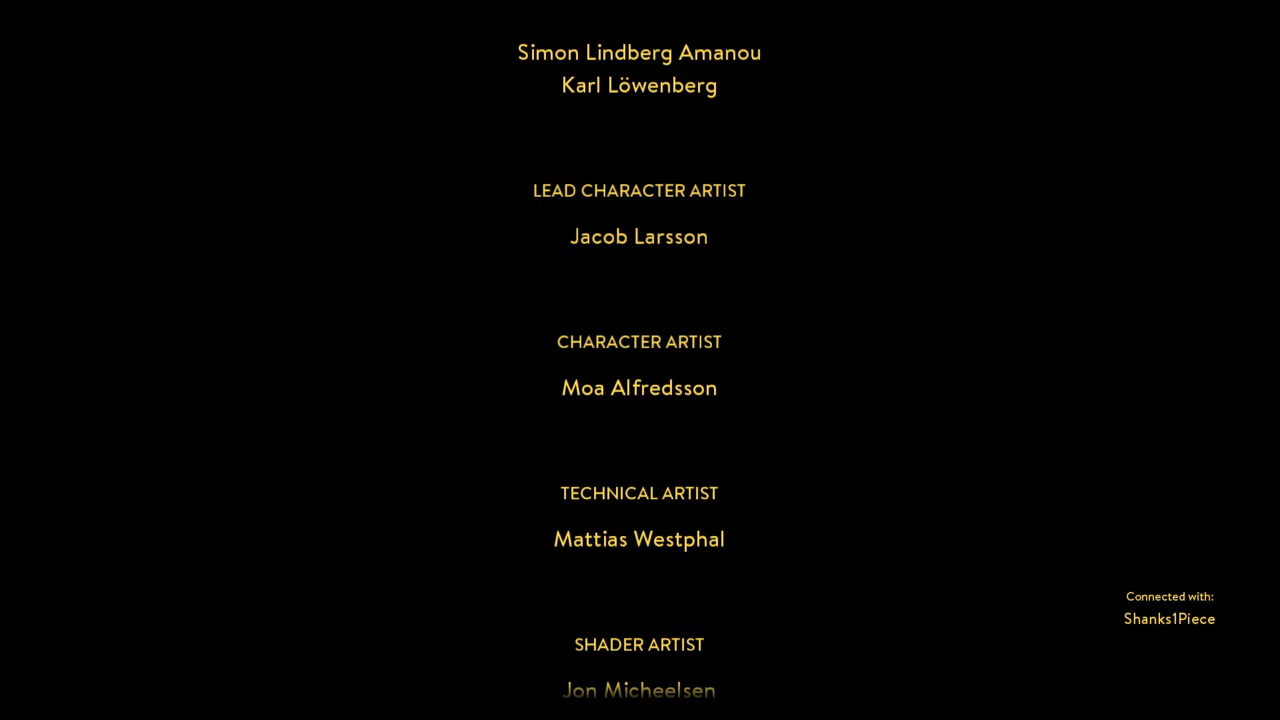 Simon Lindberg Amanou
Karl Löwenberg
LEAD CHARACTER ARTIST
Jacob Larsson
CHARACTER ARTIST
Moa Alfredsson
TECHNICAL ARTIST
Mattias Westphal
Connected with:
Shanks1Piece
SHADER ARTIST
Jon Micheelsen